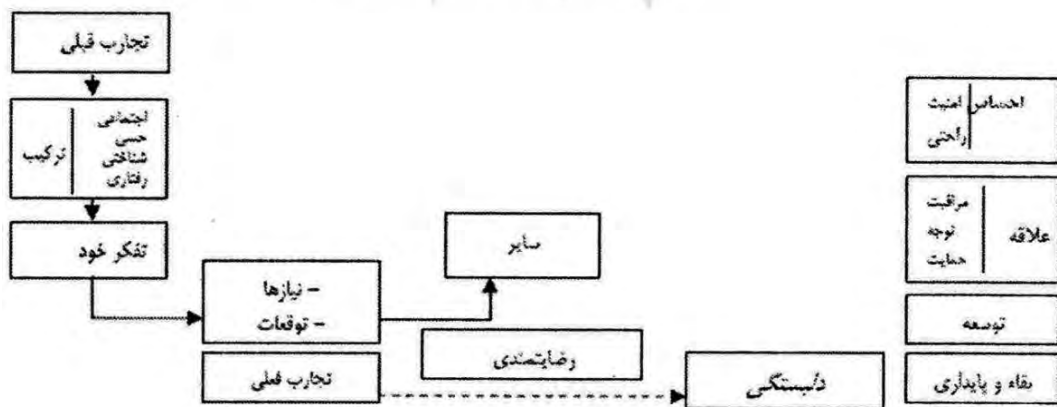 تجارب قبلی
اجتماعی
حسی
شناختی
رفتاری
ترکیب
تفکر خود
- نیازها
- توقعات
تجارب فعلی
سایر
رضایتمندی
دلبستگی
احساس
امنیت
راحتی
علاقه
مراقبت
توجه
حمایت
توسعه
بقاء و پایداری